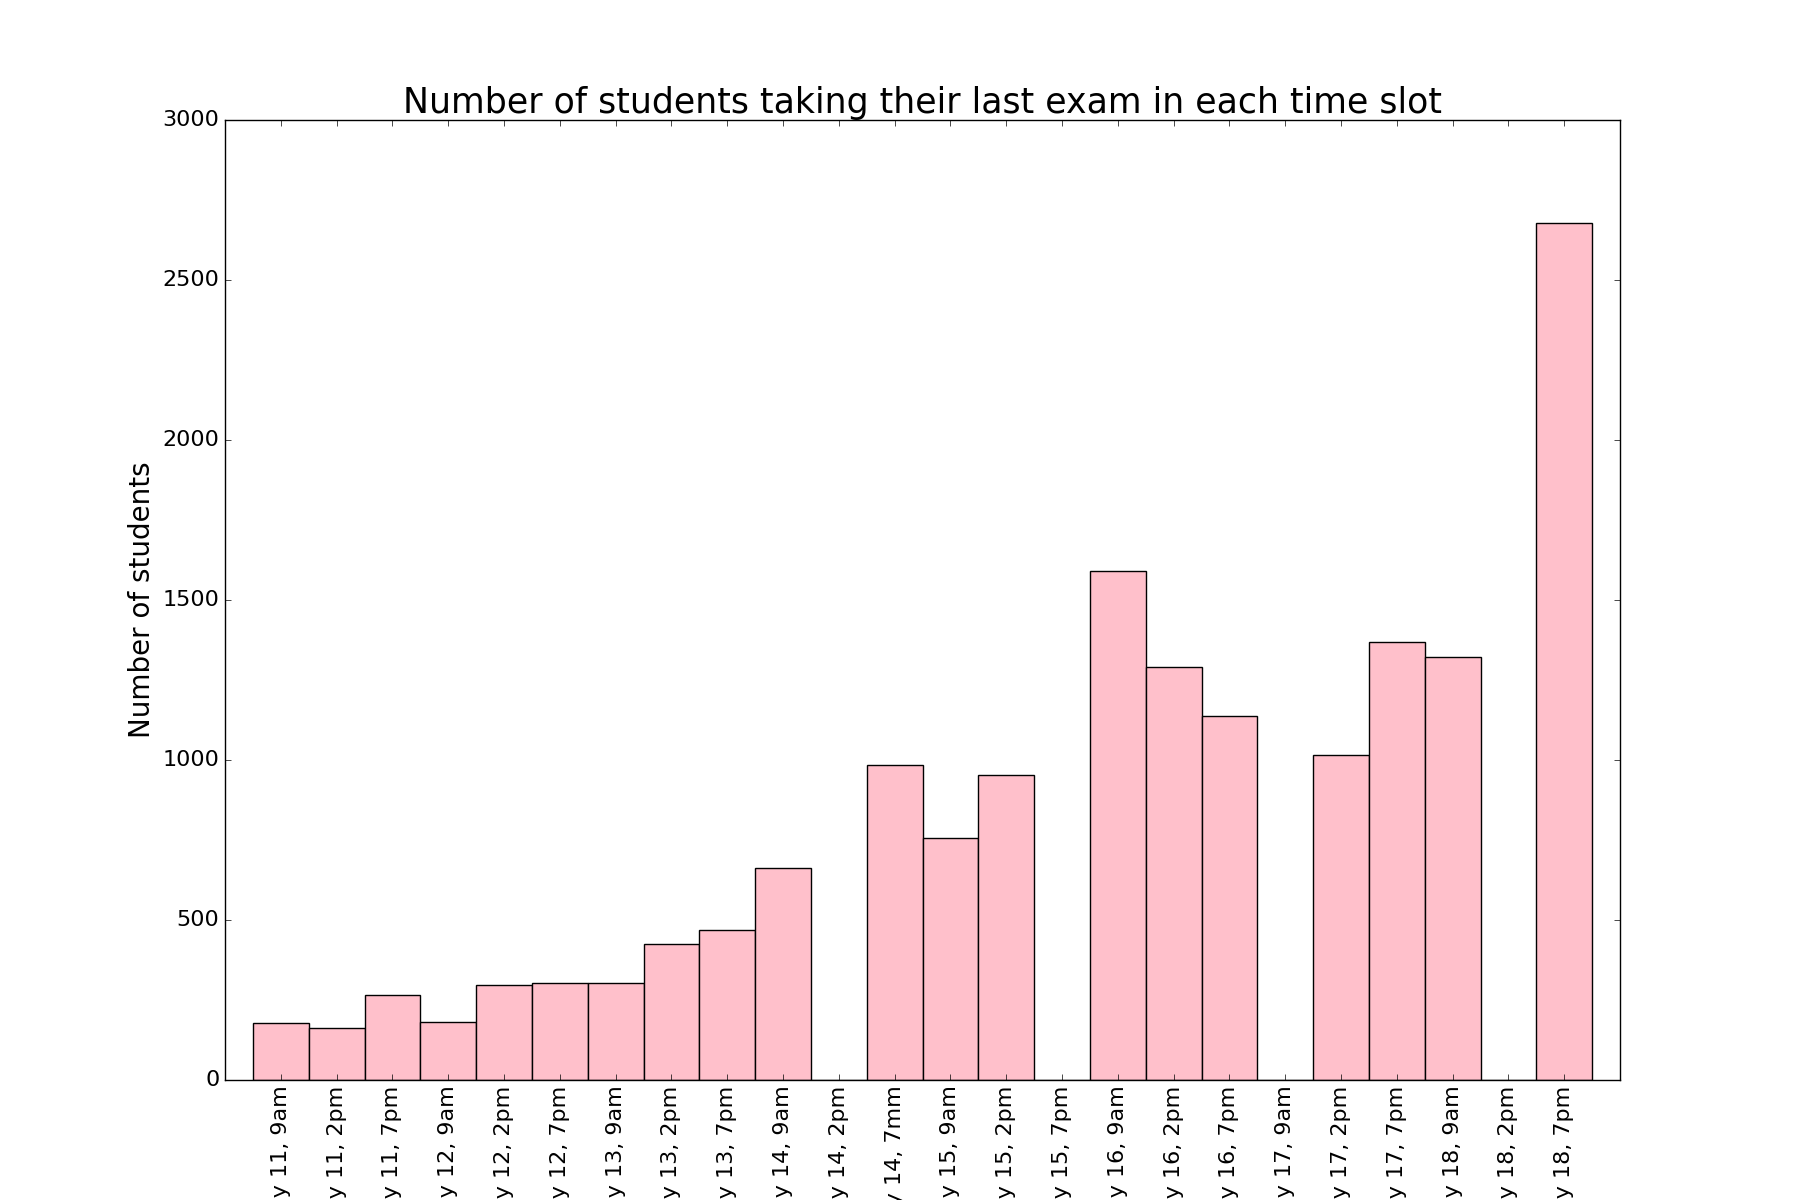 Number of students taking their last exam in each time slot
Number of students
3000
2500
2000
1500
1000
500
0
y 11, 9am
y 11, 2pm
y 11, 7pm
y 12, 9am
y 12, 2pm
y 12, 7pm
y 13, 9am
y 13, 2pm
y 13, 7pm
y 14, 9am
y 14, 2pm
y 14, 7mm
y 15, 9am
y 15, 2pm
y 15, 7pm
y 16, 9am
y 16, 2pm
y 16, 7pm
y 17, 9am
y 17, 2pm
y 17, 7pm
y 18, 9am
y 18, 2pm
y 18, 7pm